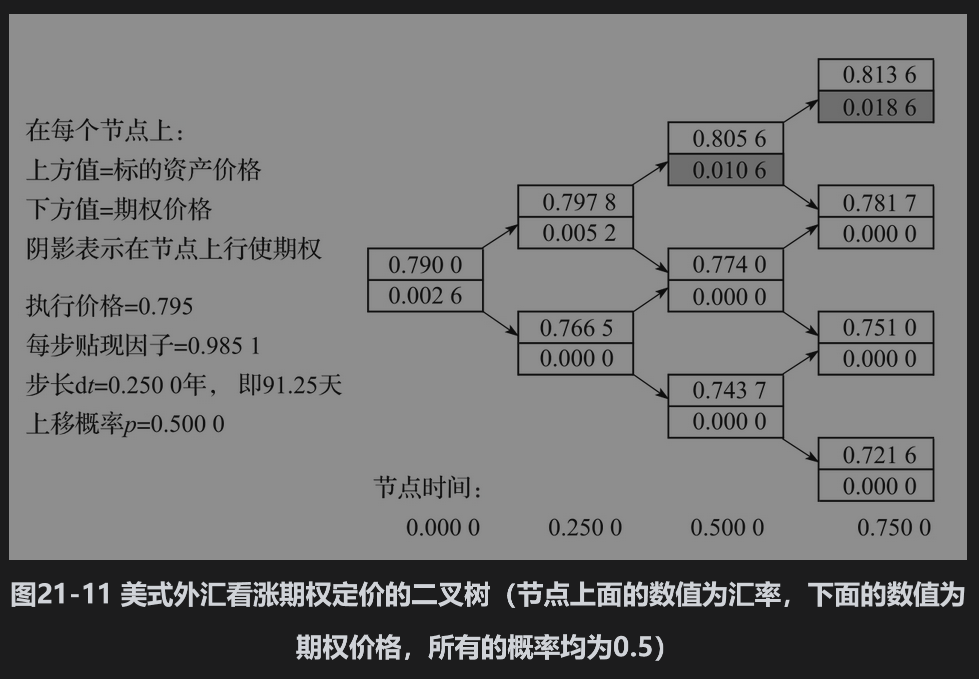 在每个节点上：
上方值=标的资产价格
下方值=期权价格
阴影表示在节点上行使期权
执行价格=0.795
每步贴现因子=0.985 1
步长dt=0.250 0年， 即91.25天
上移概率p=0.500 0
0.790 0
0.002 6
0.797 8
0.005 2
0.766 5
0.000 0
0.805 6
0.010 6
0.774 0
0.000 0
0.743 7
0.000 0
0.813 6
0.018 6
0.781 7
0.000 0
0.751 0
0.000 0
0.721 6
0.000 0
节点时间：
0.000 0 0.250 0 0.500 0 0.750 0
图21-11 美式外汇看涨期权定价的二叉树（节点上面的数值为汇率，下面的数值为
期权价格，所有的概率均为0.5）